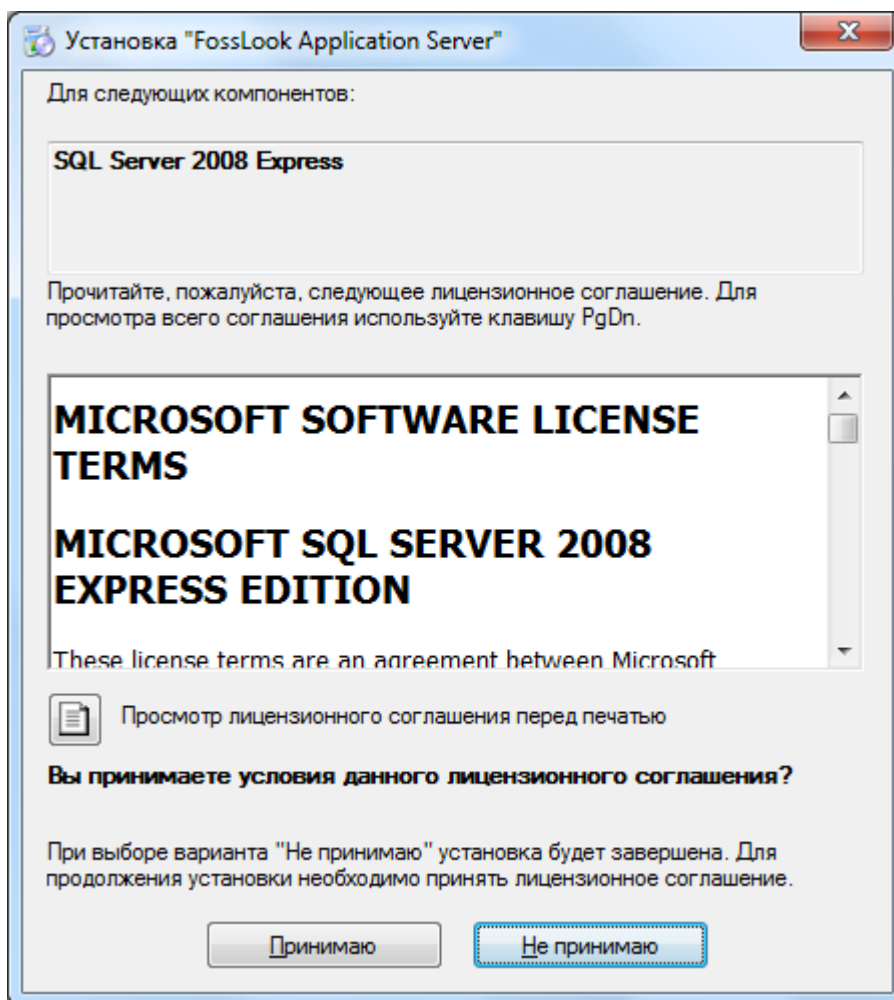 Установка "FossLook Application Server"
Для следующих компонентов:
SQL Server 2008 Express
Прочитайте, пожалуйста, следующее лицензионное соглашение. Для
просмотра всего соглашения используйте клавишу PgDn.
MICROSOFT SOFTWARE LICENSE
TERMS
MICROSOFT SQL SERVER 2008
EXPRESS EDITION
These license terms are an agreement between Microsoft
Просмотр лицензионного соглашения перед печатью
Вы принимаете условия данного лицензионного соглашения?
При выборе варианта "Не принимаю" установка будет завершена. Для
продолжения установки необходимо принять лицензионное соглашение.
Принимаю
Не принимаю